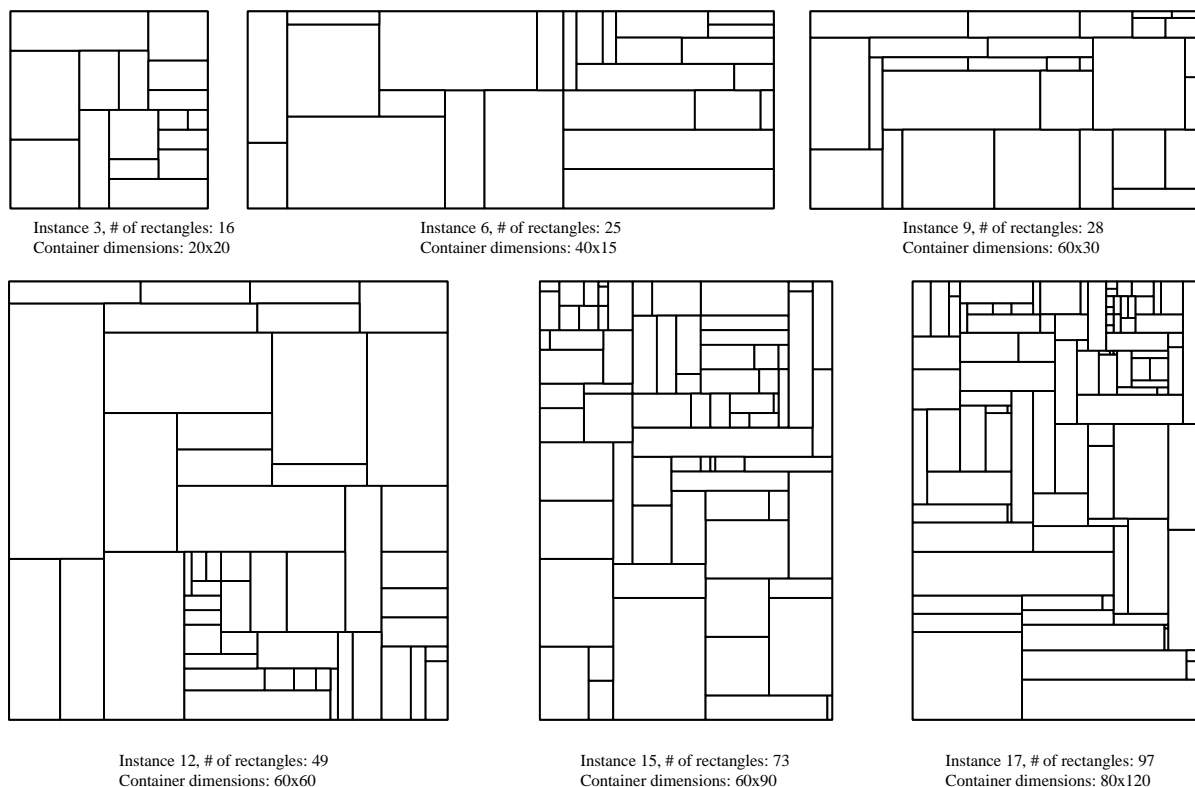 Instance 3, # of rectangles: 16
Container dimensions: 20x20
Instance 6, # of rectangles: 25
Container dimensions: 40x15
Instance 9, # of rectangles: 28
Container dimensions: 60x30
Instance 12, # of rectangles: 49
Container dimensions: 60x60
Instance 15, # of rectangles: 73
Container dimensions: 60x90
Instance 17, # of rectangles: 97
Container dimensions: 80x120